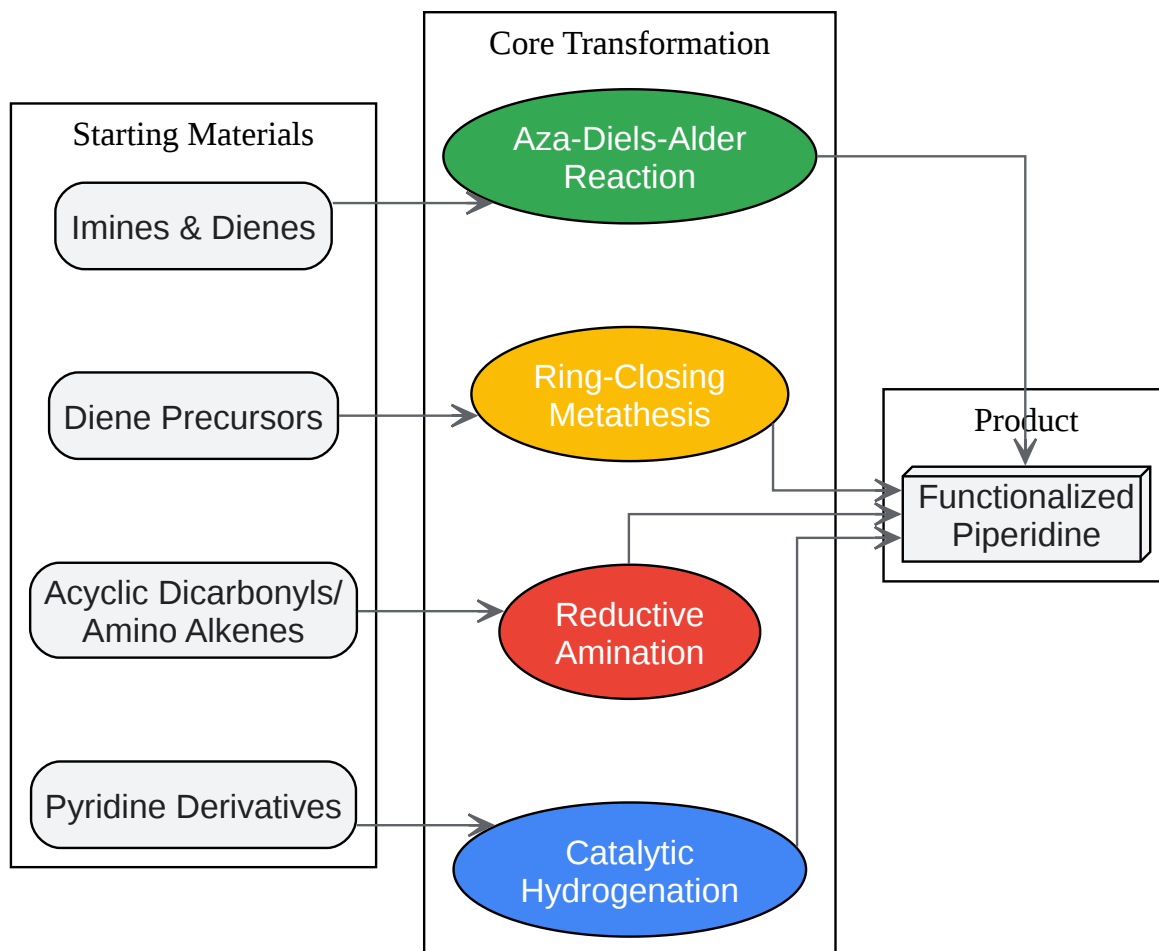 Starting Materials
Imines & Dienes
Diene Precursors
Acyclic Dicarbonyls/
Amino Alkenes
Pyridine Derivatives
Core Transformation
Aza-Diels-Alder
Reaction
Ring-Closing
Metathesis
Reductive
Amination
Catalytic
Hydrogenation
Product
Functionalized
Piperidine